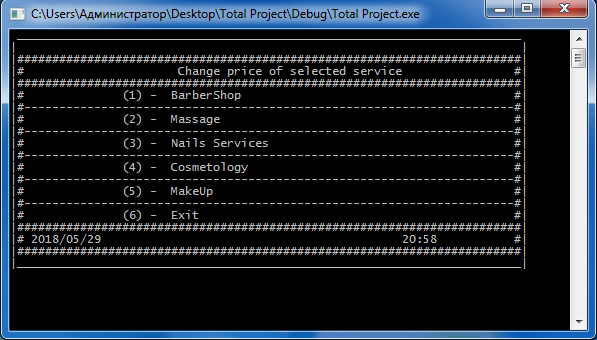 C:\Users\Администратор\Desktop\Total Project\Debug\Total Project.exe
########################################################################
# Change price of selected service #
########################################################################
# (1) - BarberShop #
#----------------------------------------------------------------------#
# (2) - Massage #
#----------------------------------------------------------------------#
# (3) - Nails Services #
#----------------------------------------------------------------------#
# (4) - Cosmetology #
#----------------------------------------------------------------------#
# (5) - MakeUp #
#----------------------------------------------------------------------#
# (6) - Exit #
########################################################################
# 2018/05/29 20:58 #
########################################################################